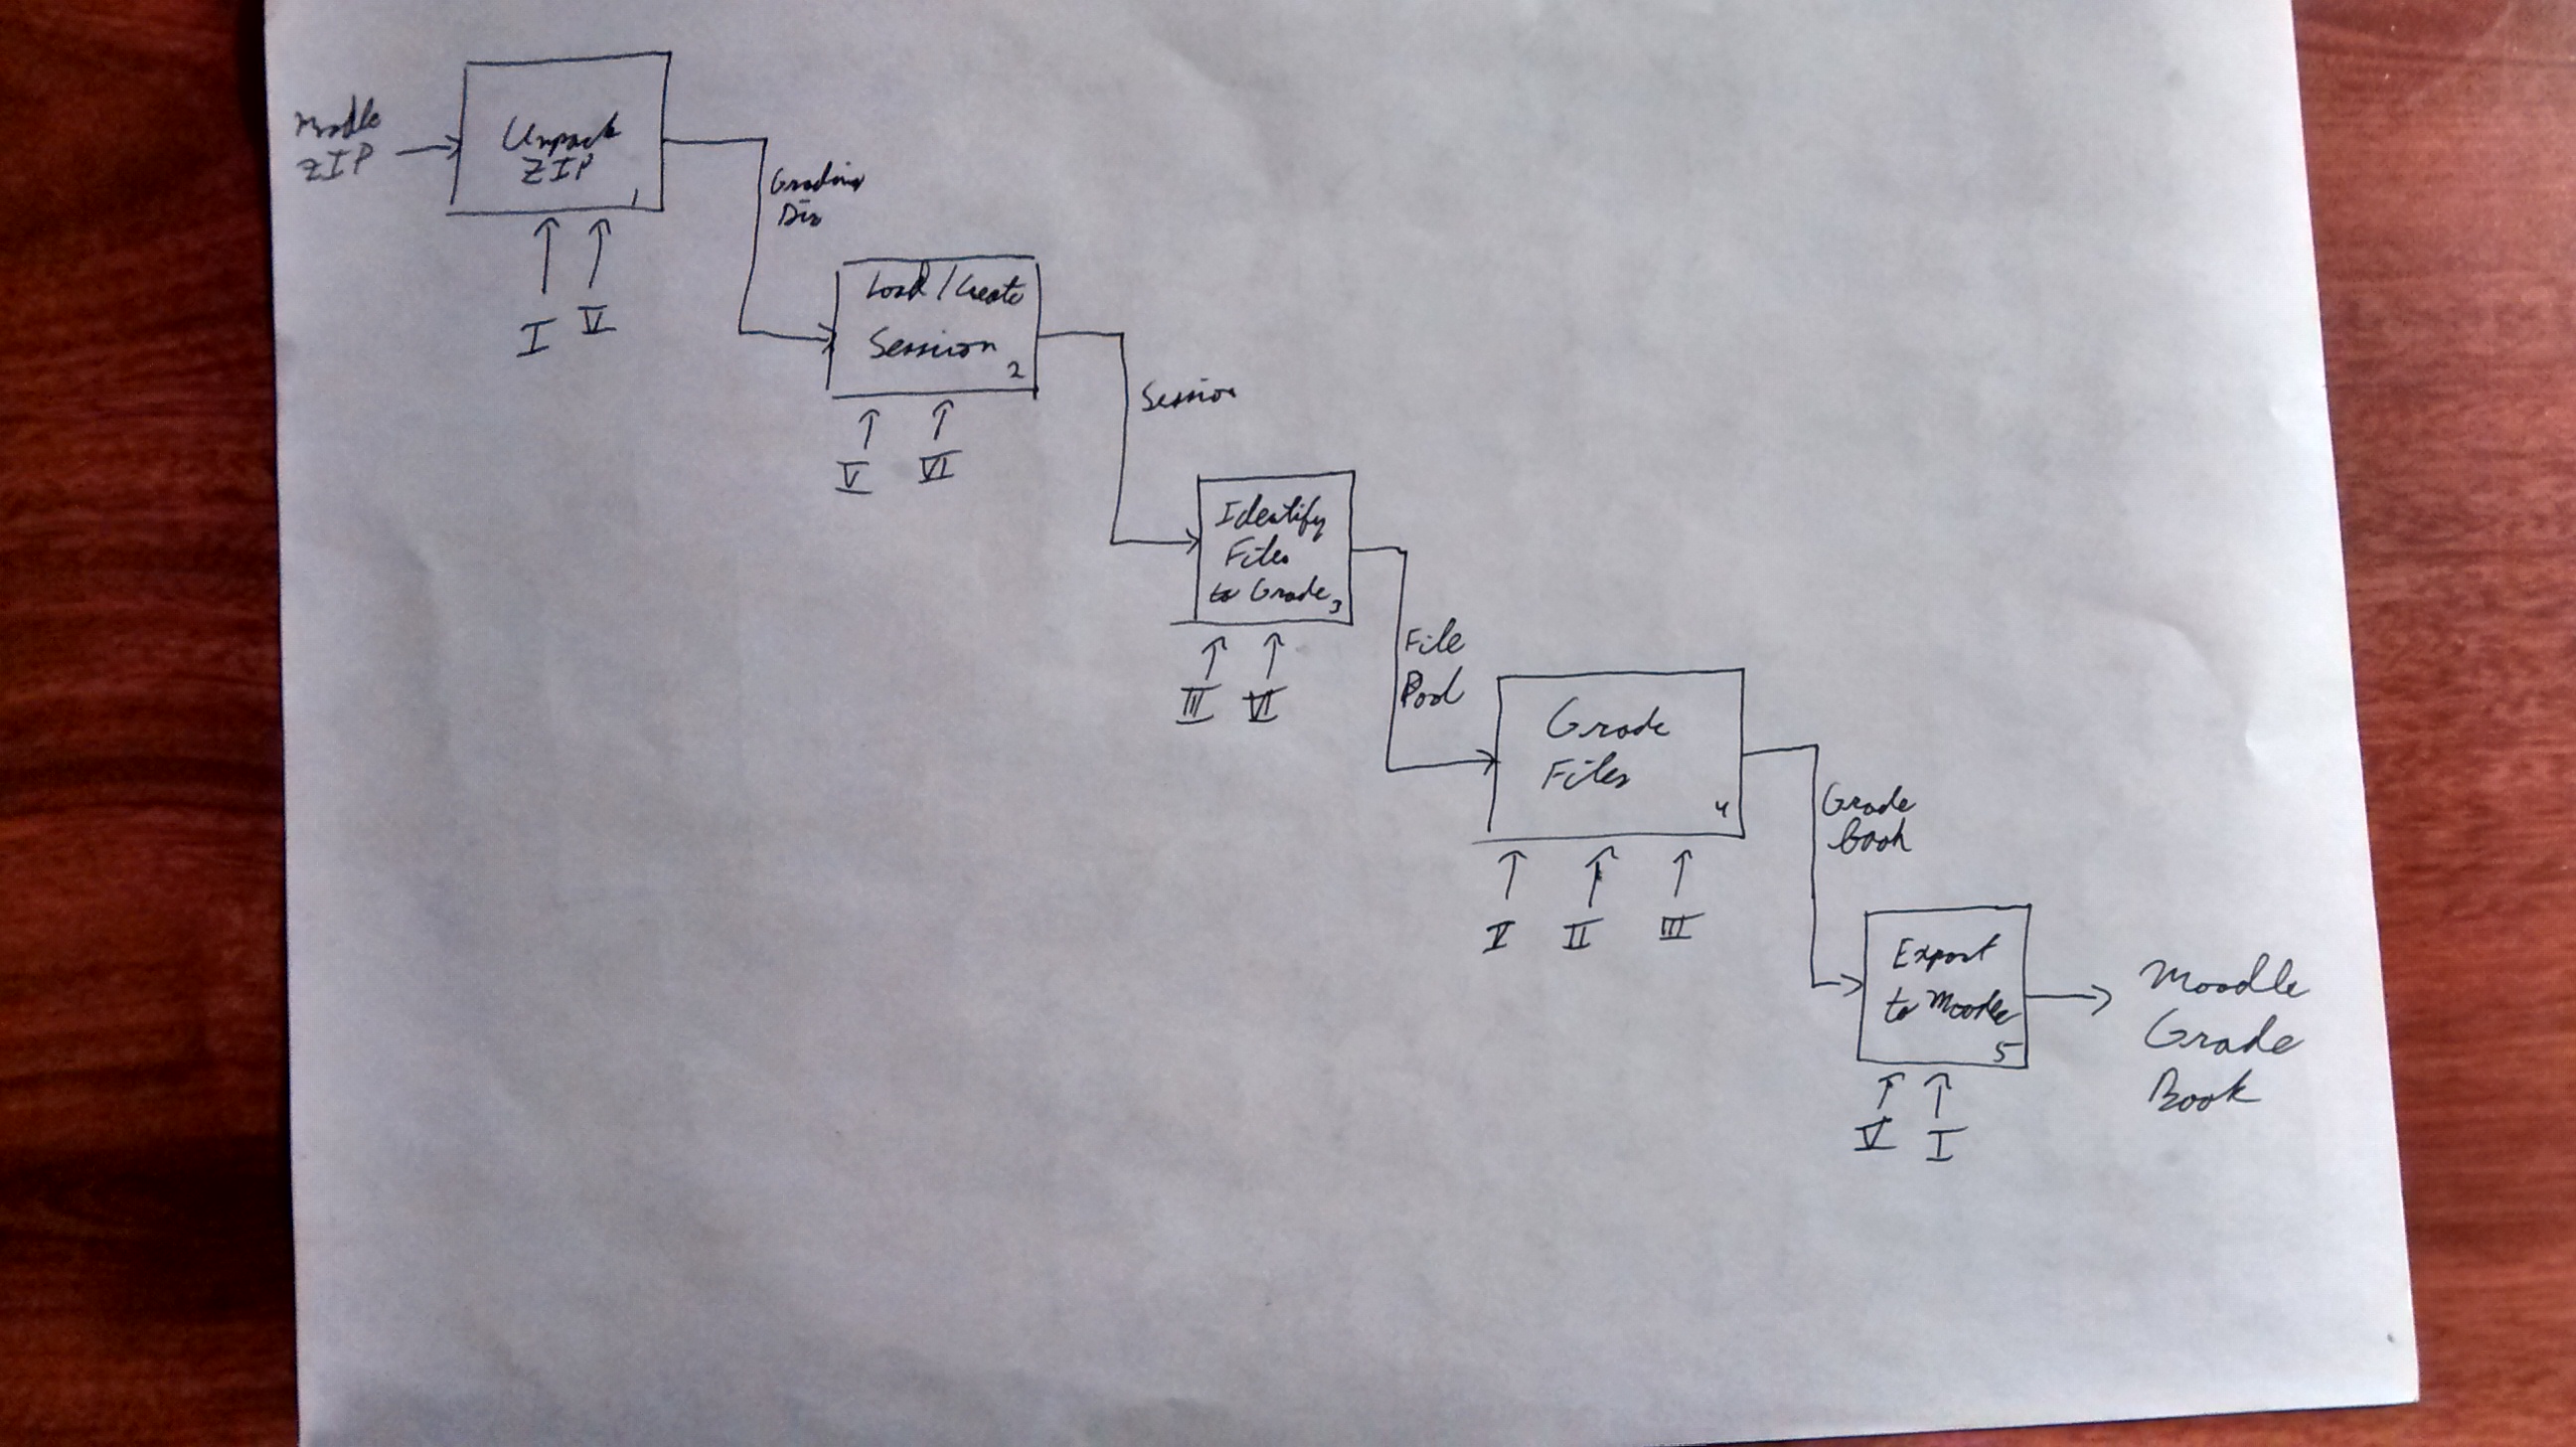 Moodle
ZIP
Unpack
ZIP
1
I V
Grading
Dir
Load/Create
Session
2
V VI
Session
Identify
Files
to Grade
3
III VI
File
Pool
Grade
Files
4
V II III
Grade
Book
Export
to Moodle
5
V I
Moodle
Grade
Book